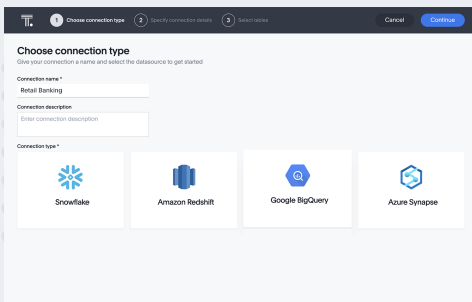 1 Choose connection type 2 Specify connection details 3 Select tables Cancel Continue
Choose connection type
Give your connection a name and select the datasource to get started
Connection name *
Retail Banking
Connection description
Enter connection description
Connection type *
Snowflake Amazon Redshift Google BigQuery Azure Synapse